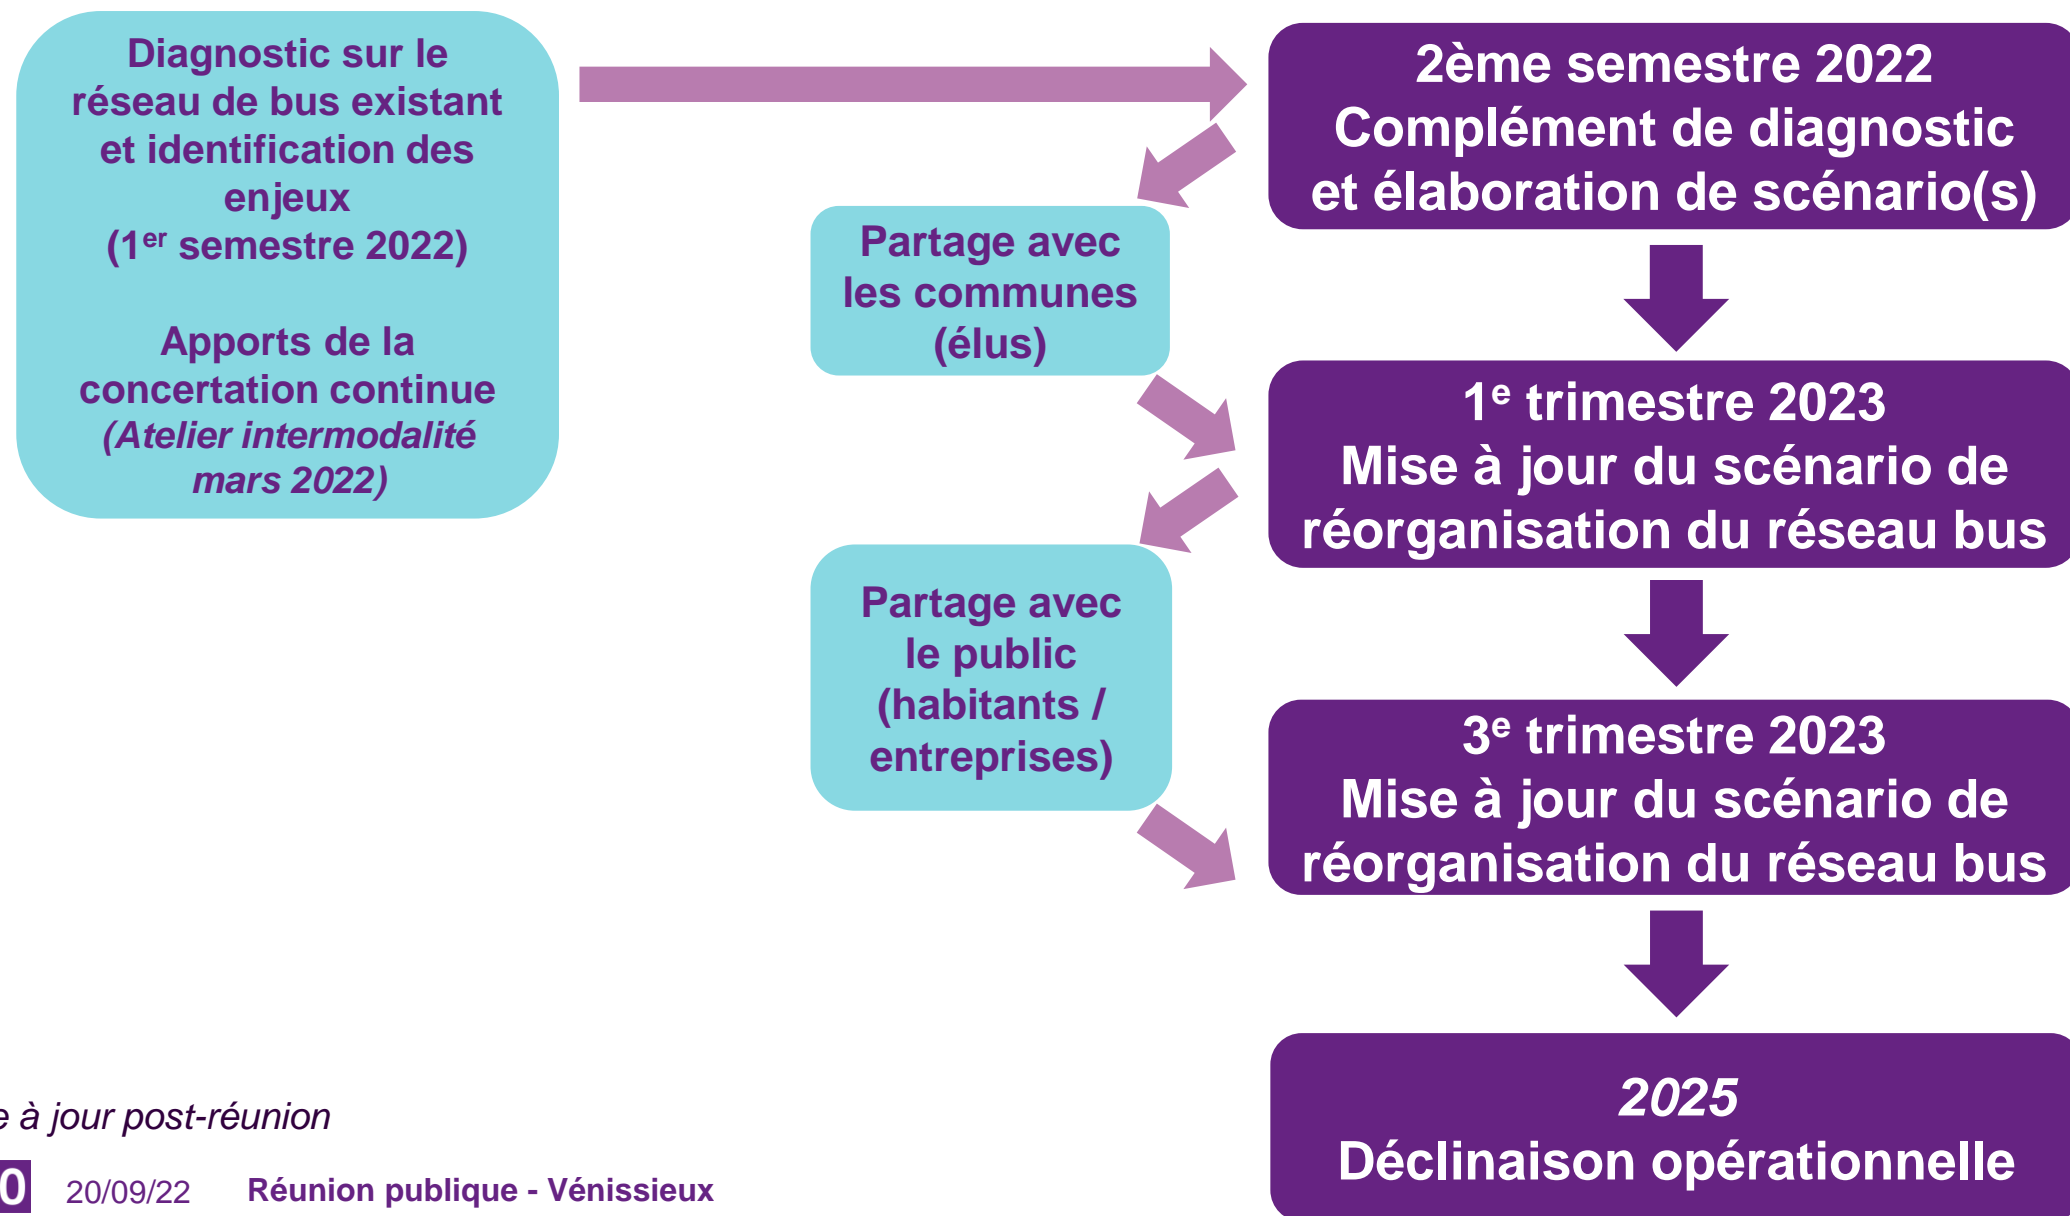 Diagnostic sur le
réseau de bus existant
et identification des
enjeux
(1er semestre 2022)
Apports de la
concertation continue
(Atelier intermodalité
mars 2022)
2ème semestre 2022
Complément de diagnostic
et élaboration de scénario(s)
Partage avec
les communes
(élus)
1e trimestre 2023
Mise à jour du scénario de
réorganisation du réseau bus
Partage avec
le public
(habitants /
entreprises)
3e trimestre 2023
Mise à jour du scénario de
réorganisation du réseau bus
2025
Déclinaison opérationnelle
e à jour post-réunion
0 20/09/22 Réunion publique - Vénissieux